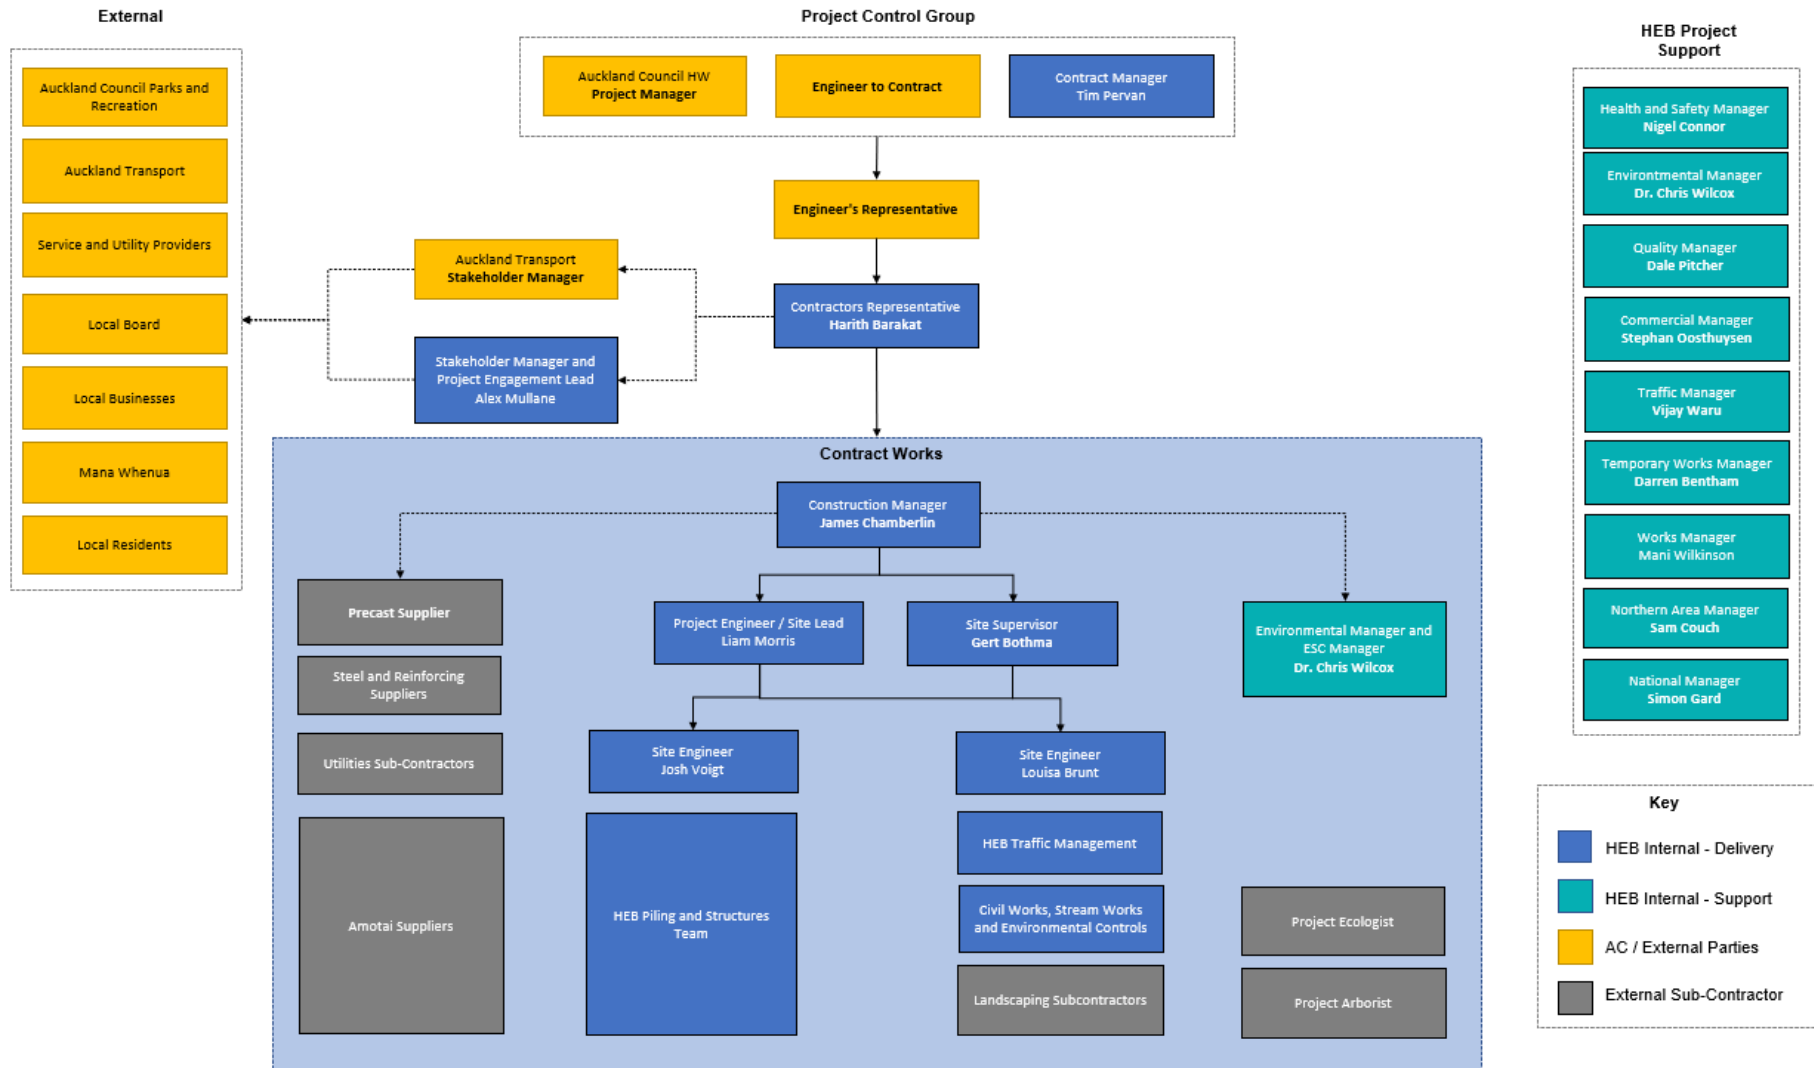 External
Auckland Council Parks and
Recreation
Auckland Transport
Service and Utility Providers
Local Board
Local Businesses
Mana Whenua
Local Residents
Project Control Group
Auckland Council HW
Project Manager
Engineer to Contract
Contract Manager
Tim Pervan
Engineer's Representative
Auckland Transport
Stakeholder Manager
Contractors Representative
Harith Barakat
Stakeholder Manager and
Project Engagement Lead
Alex Mullane
Contract Works
Construction Manager
James Chamberlin
Precast Supplier
Steel and Reinforcing
Suppliers
Utilities Sub-Contractors
Amotai Suppliers
Project Engineer / Site Lead
Liam Morris
Site Supervisor
Gert Bothma
Environmental Manager and
ESC Manager
Dr. Chris Wilcox
Site Engineer
Josh Voigt
Site Engineer
Louisa Brunt
HEB Piling and Structures
Team
HEB Traffic Management
Civil Works, Stream Works
and Environmental Controls
Landscaping Subcontractors
Project Ecologist
Project Arborist
HEB Project
Support
Health and Safety Manager
Nigel Connor
Environtmental Manager
Dr. Chris Wilcox
Quality Manager
Dale Pitcher
Commercial Manager
Stephan Oosthuysen
Traffic Manager
Vijay Waru
Temporary Works Manager
Darren Bentham
Works Manager
Mani Wilkinson
Northern Area Manager
Sam Couch
National Manager
Simon Gard
Key
HEB Internal - Delivery
HEB Internal - Support
AC / External Parties
External Sub-Contractor